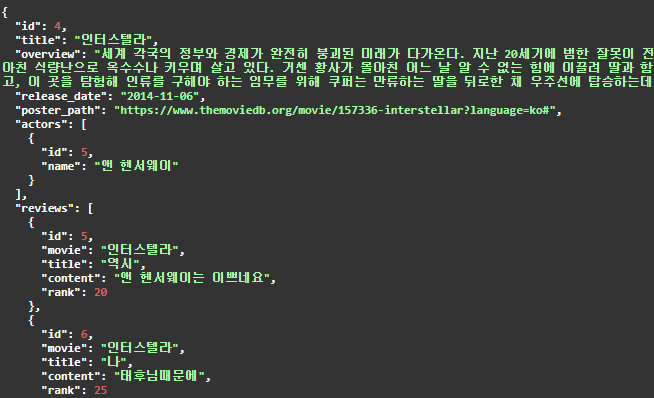 {
"id": 4,
"title": "인터스텔라",
"overview": "세계 각국의 정부와 경제가 완전히 붕괴된 미래가 다가온다. 지난 20세기에 범한 잘못이 전
아친 식량난으로 옥수수나 키우며 살고 있다. 거센 황사가 몰아친 어느 날 알 수 없는 힘에 이끌려 딸과 함
고, 이 곳을 탐험해 인류를 구해야 하는 임무를 위해 쿠퍼는 만류하는 딸을 뒤로한 채 우주선에 탑승하는데
"release_date": "2014-11-06",
"poster_path": "https://www.themoviedb.org/movie/157336-interstellar?language=ko#",
"actors": [
{
"id": 5,
"name": "앤 헨서웨이"
}
],
"reviews": [
{
"id": 5,
"movie": "인터스텔라",
"title": "역시",
"content": "앤 헨서웨이는 이쁘네요",
"rank": 20
},
{
"id": 6,
"movie": "인터스텔라",
"title": "나",
"content": "태후님때문에",
"rank": 25